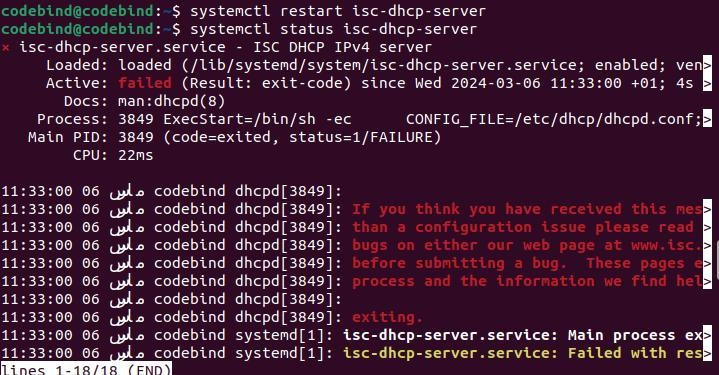 codebind@codebind:~$ systemctl restart isc-dhcp-server
codebind@codebind:~$ systemctl status isc-dhcp-server
× isc-dhcp-server.service - ISC DHCP IPv4 server
Loaded: loaded (/lib/systemd/system/isc-dhcp-server.service; enabled; ven>
Active: failed (Result: exit-code) since Wed 2024-03-06 11:33:00 +01; 4s >
Docs: man:dhcpd(8)
Process: 3849 ExecStart=/bin/sh -ec CONFIG_FILE=/etc/dhcp/dhcpd.conf;>
Main PID: 3849 (code=exited, status=1/FAILURE)
CPU: 22ms
11:33:00 06 مارس codebind dhcpd[3849]:
11:33:00 06 مارس codebind dhcpd[3849]: If you think you have received this mes>
11:33:00 06 مارس codebind dhcpd[3849]: than a configuration issue please read >
11:33:00 06 مارس codebind dhcpd[3849]: bugs on either our web page at www.isc.>
11:33:00 06 مارس codebind dhcpd[3849]: before submitting a bug. These pages e>
11:33:00 06 مارس codebind dhcpd[3849]: process and the information we find hel>
11:33:00 06 مارس codebind dhcpd[3849]:
11:33:00 06 مارس codebind dhcpd[3849]: exiting.
11:33:00 06 مارس codebind systemd[1]: isc-dhcp-server.service: Main process ex>
11:33:00 06 مارس codebind systemd[1]: isc-dhcp-server.service: Failed with res>
lines 1-18/18 (END)